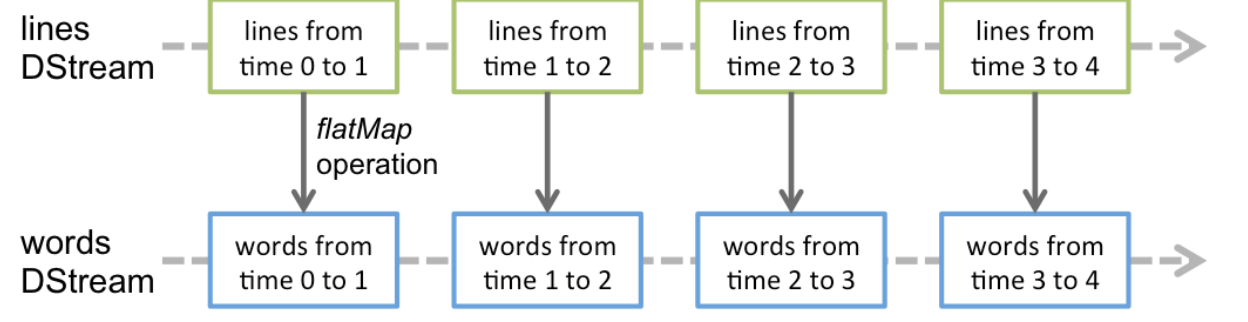 lines
DStream
lines from
time 0 to 1
lines from
time 1 to 2
lines from
time 2 to 3
lines from
time 3 to 4
flatMap
operation
words
DStream
words from
time 0 to 1
words from
time 1 to 2
words from
time 2 to 3
words from
time 3 to 4